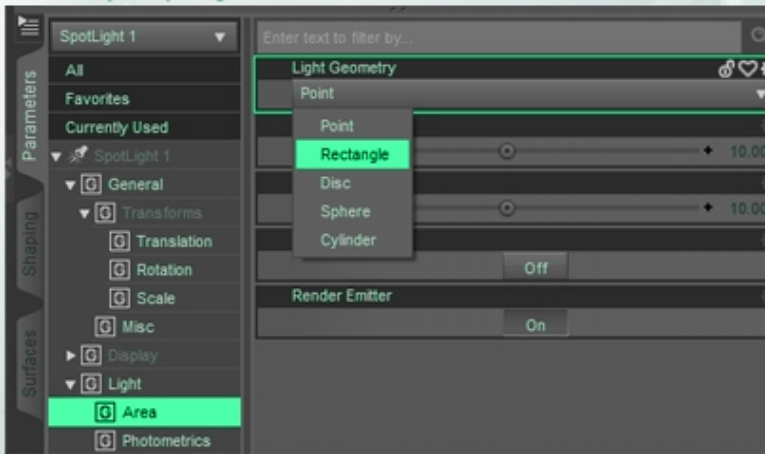 SpotLight 1
Enter text to filter by...
All
Favorites
Currently Used
SpotLight 1
General
Transforms
Translation
Rotation
Scale
Misc
Display
Light
Area
Photometrics
Parameters
Shaping
Surfaces
Light Geometry
Point
Point
Rectangle
Disc
Sphere
Cylinder
10.00
10.00
Off
Render Emitter
On